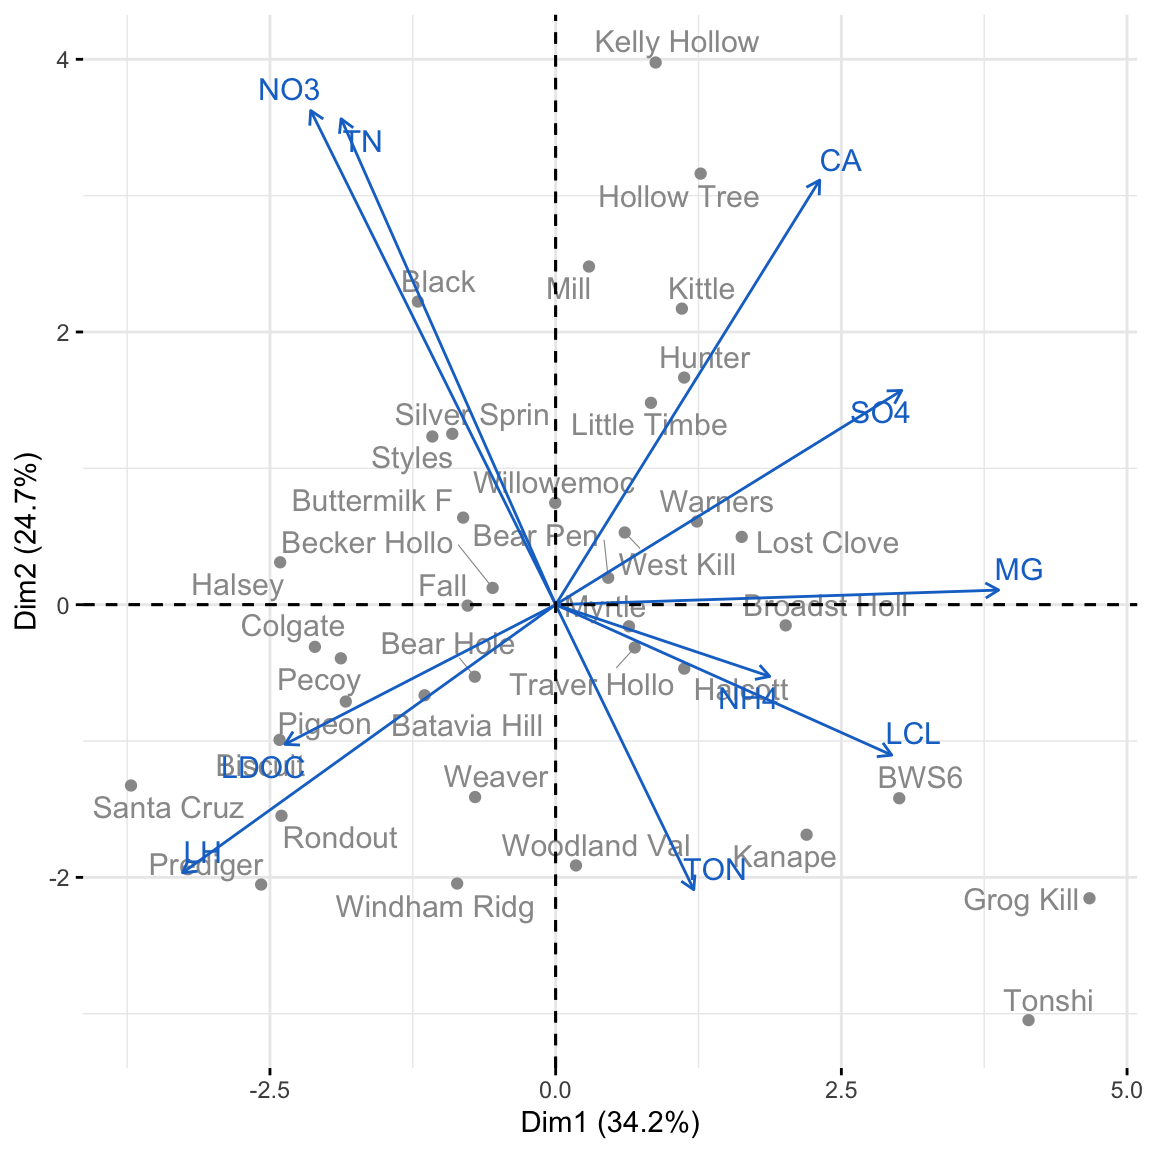 Kelly Hollow
4
NO3
TN
CA
Hollow Tree
Black
Mill
Kittle
2
Hunter
Silver Sprin
Little Timbe
SO4
Styles
Willowemoc
Buttermilk F
Warners
Becker Hollo
Bear Pen
Lost Clove
West Kill
MG
Halsey
Fall
0
Myrtle
Broadst Holl
Colgate
Bear Hole
Pecoy
Traver Hollo
Halcott
NH4
Pigeon
Batavia Hill
LCL
Biscuit
LDOC
Weaver
BWS6
Santa Cruz
Rondout
Woodland Val
LH
Prediger
Kanape
TON
-2
Windham Ridg
Grog Kill
Tonshi
-2.5
0.0
2.5
5.0
Dim1 (34.2%)
Dim2 (24.7%)